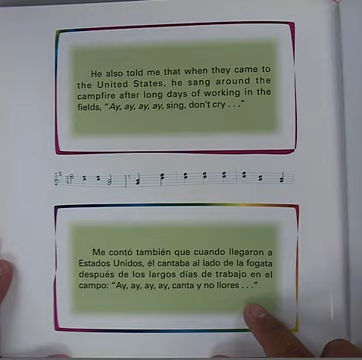 He also told me that when they came to
the United States, he sang around the
campfire after long days of working in the
fields, “Ay, ay, ay, ay, sing, don't cry . . .”
Me contó también que cuando llegaron a
Estados Unidos, él cantaba al lado de la fogata
después de los largos días de trabajo en el
campo: “Ay, ay, ay, ay, canta y no llores . . .”